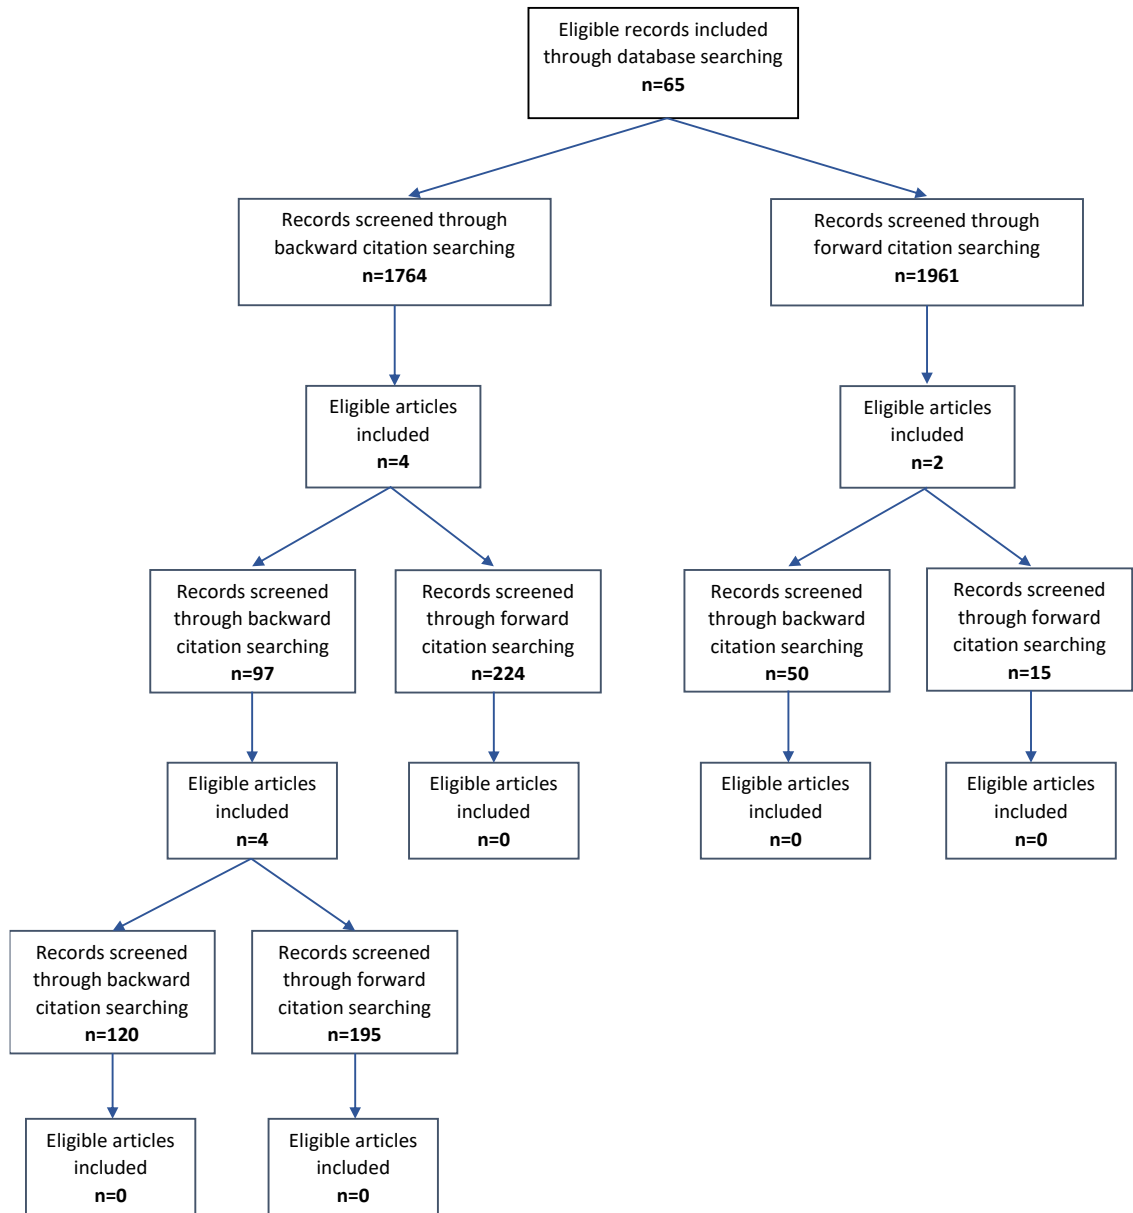 Eligible records included
through database searching
n=65
Records screened through
backward citation searching
n=1764
Records screened through
forward citation searching
n=1961
Eligible articles
included
n=4
Eligible articles
included
n=2
Records screened
through backward
citation searching
n=97
Records screened
through forward
citation searching
n=224
Records screened
through backward
citation searching
n=50
Records screened
through forward
citation searching
n=15
Eligible articles
included
n=4
Eligible articles
included
n=0
Eligible articles
included
n=0
Eligible articles
included
n=0
Records screened
through backward
citation searching
n=120
Records screened
through forward
citation searching
n=195
Eligible articles
included
n=0
Eligible articles
included
n=0